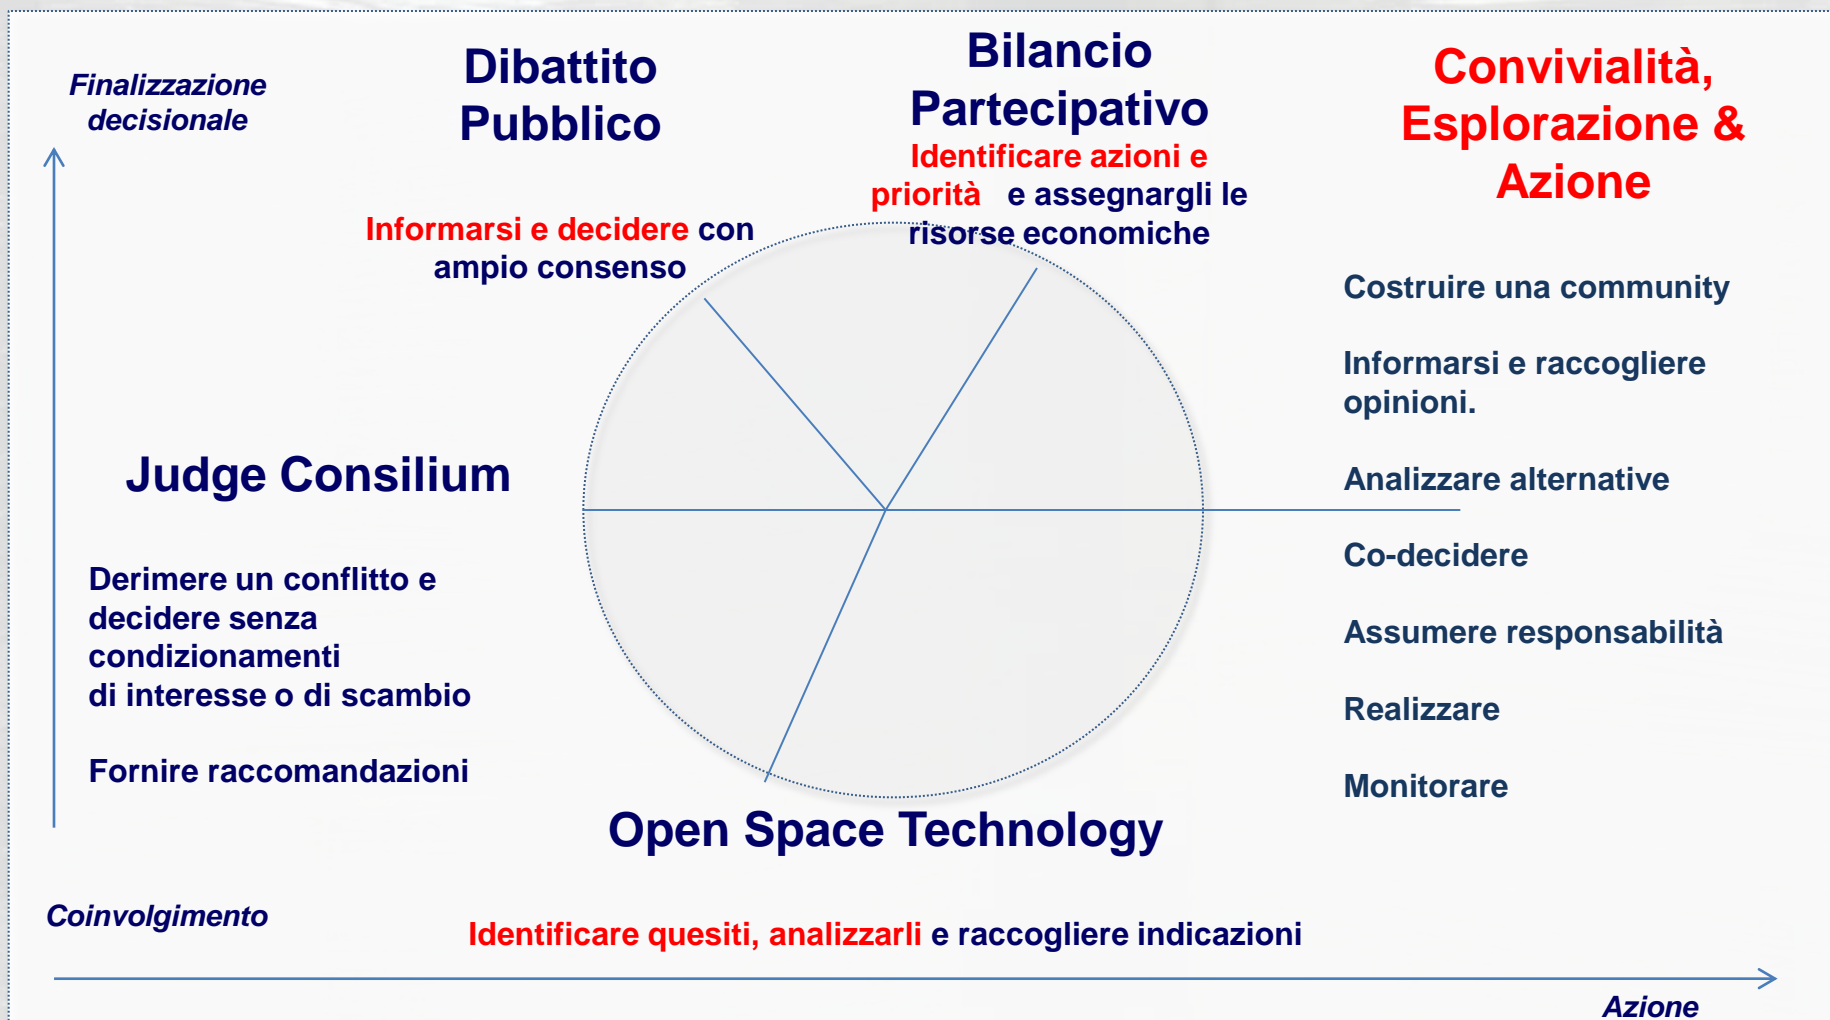 Finalizzazione
decisionale
Dibattito
Pubblico
Informarsi e decidere con
ampio consenso
Bilancio
Partecipativo
Identificare azioni e
priorità e assegnargli le
risorse economiche
Convivialità,
Esplorazione &
Azione
Costruire una community
Informarsi e raccogliere
opinioni.
Analizzare alternative
Co-decidere
Assumere responsabilità
Realizzare
Monitorare
Judge Consilium
Derimere un conflitto e
decidere senza
condizionamenti
di interesse o di scambio
Fornire raccomandazioni
Open Space Technology
Identificare quesiti, analizzarli e raccogliere indicazioni
Coinvolgimento
Azione